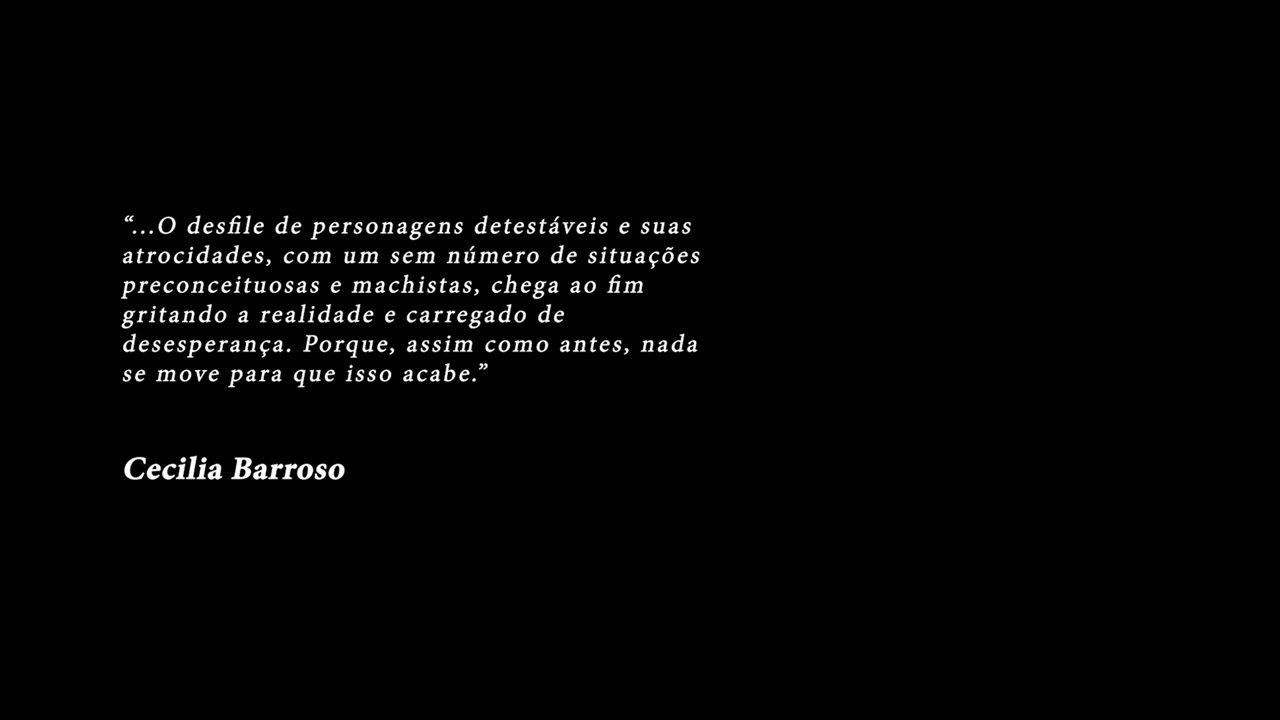 “...O desfile de personagens detestáveis e suas
atrocidades, com um sem número de situações
preconceituosas e machistas, chega ao fim
gritando a realidade e carregado de
desesperança. Porque, assim como antes, nada
se move para que isso acabe.”
Cecilia Barroso